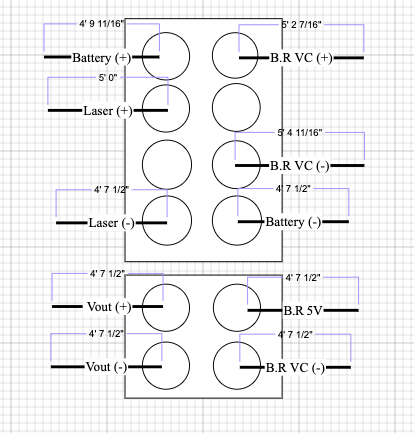 4' 9 11/16"
5' 2 7/16"
Battery (+)
B.R VC (+)
5' 0"
Laser (+)
5' 4 11/16"
B.R VC (-)
4' 7 1/2"
4' 7 1/2"
Laser (-)
Battery (-)
4' 7 1/2"
4' 7 1/2"
Vout (+)
B.R 5V
4' 7 1/2"
4' 7 1/2"
Vout (-)
B.R VC (-)